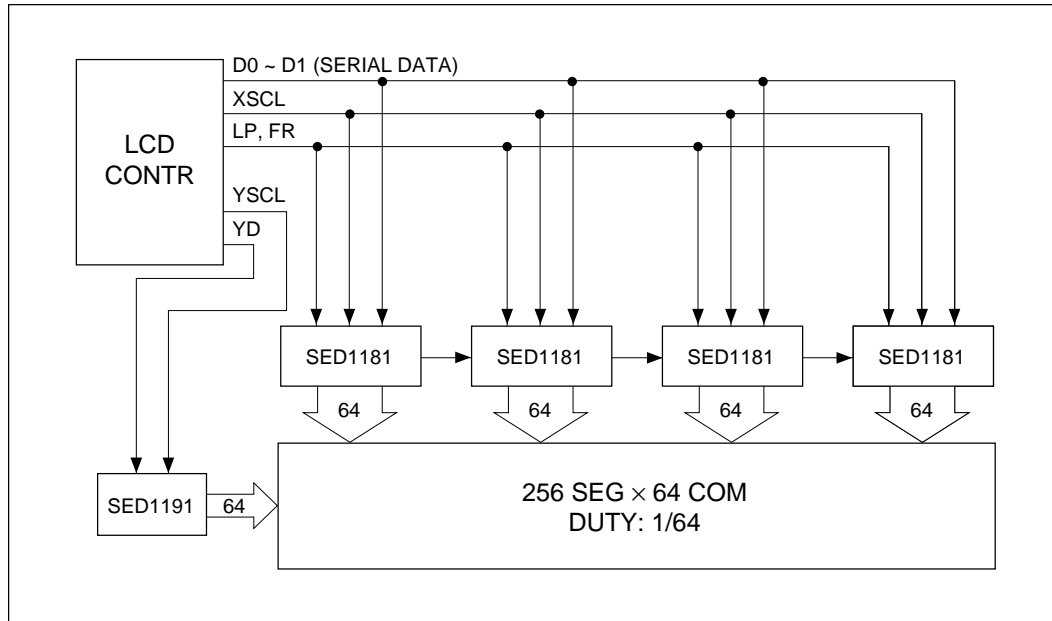 D0 ~ D1 (SERIAL DATA)
XSCL
LP, FR
LCD
CONTR
YSCL
YD
SED1181
SED1181
SED1181
SED1181
64
64
64
64
SED1191
64
256 SEG × 64 COM
DUTY: 1/64